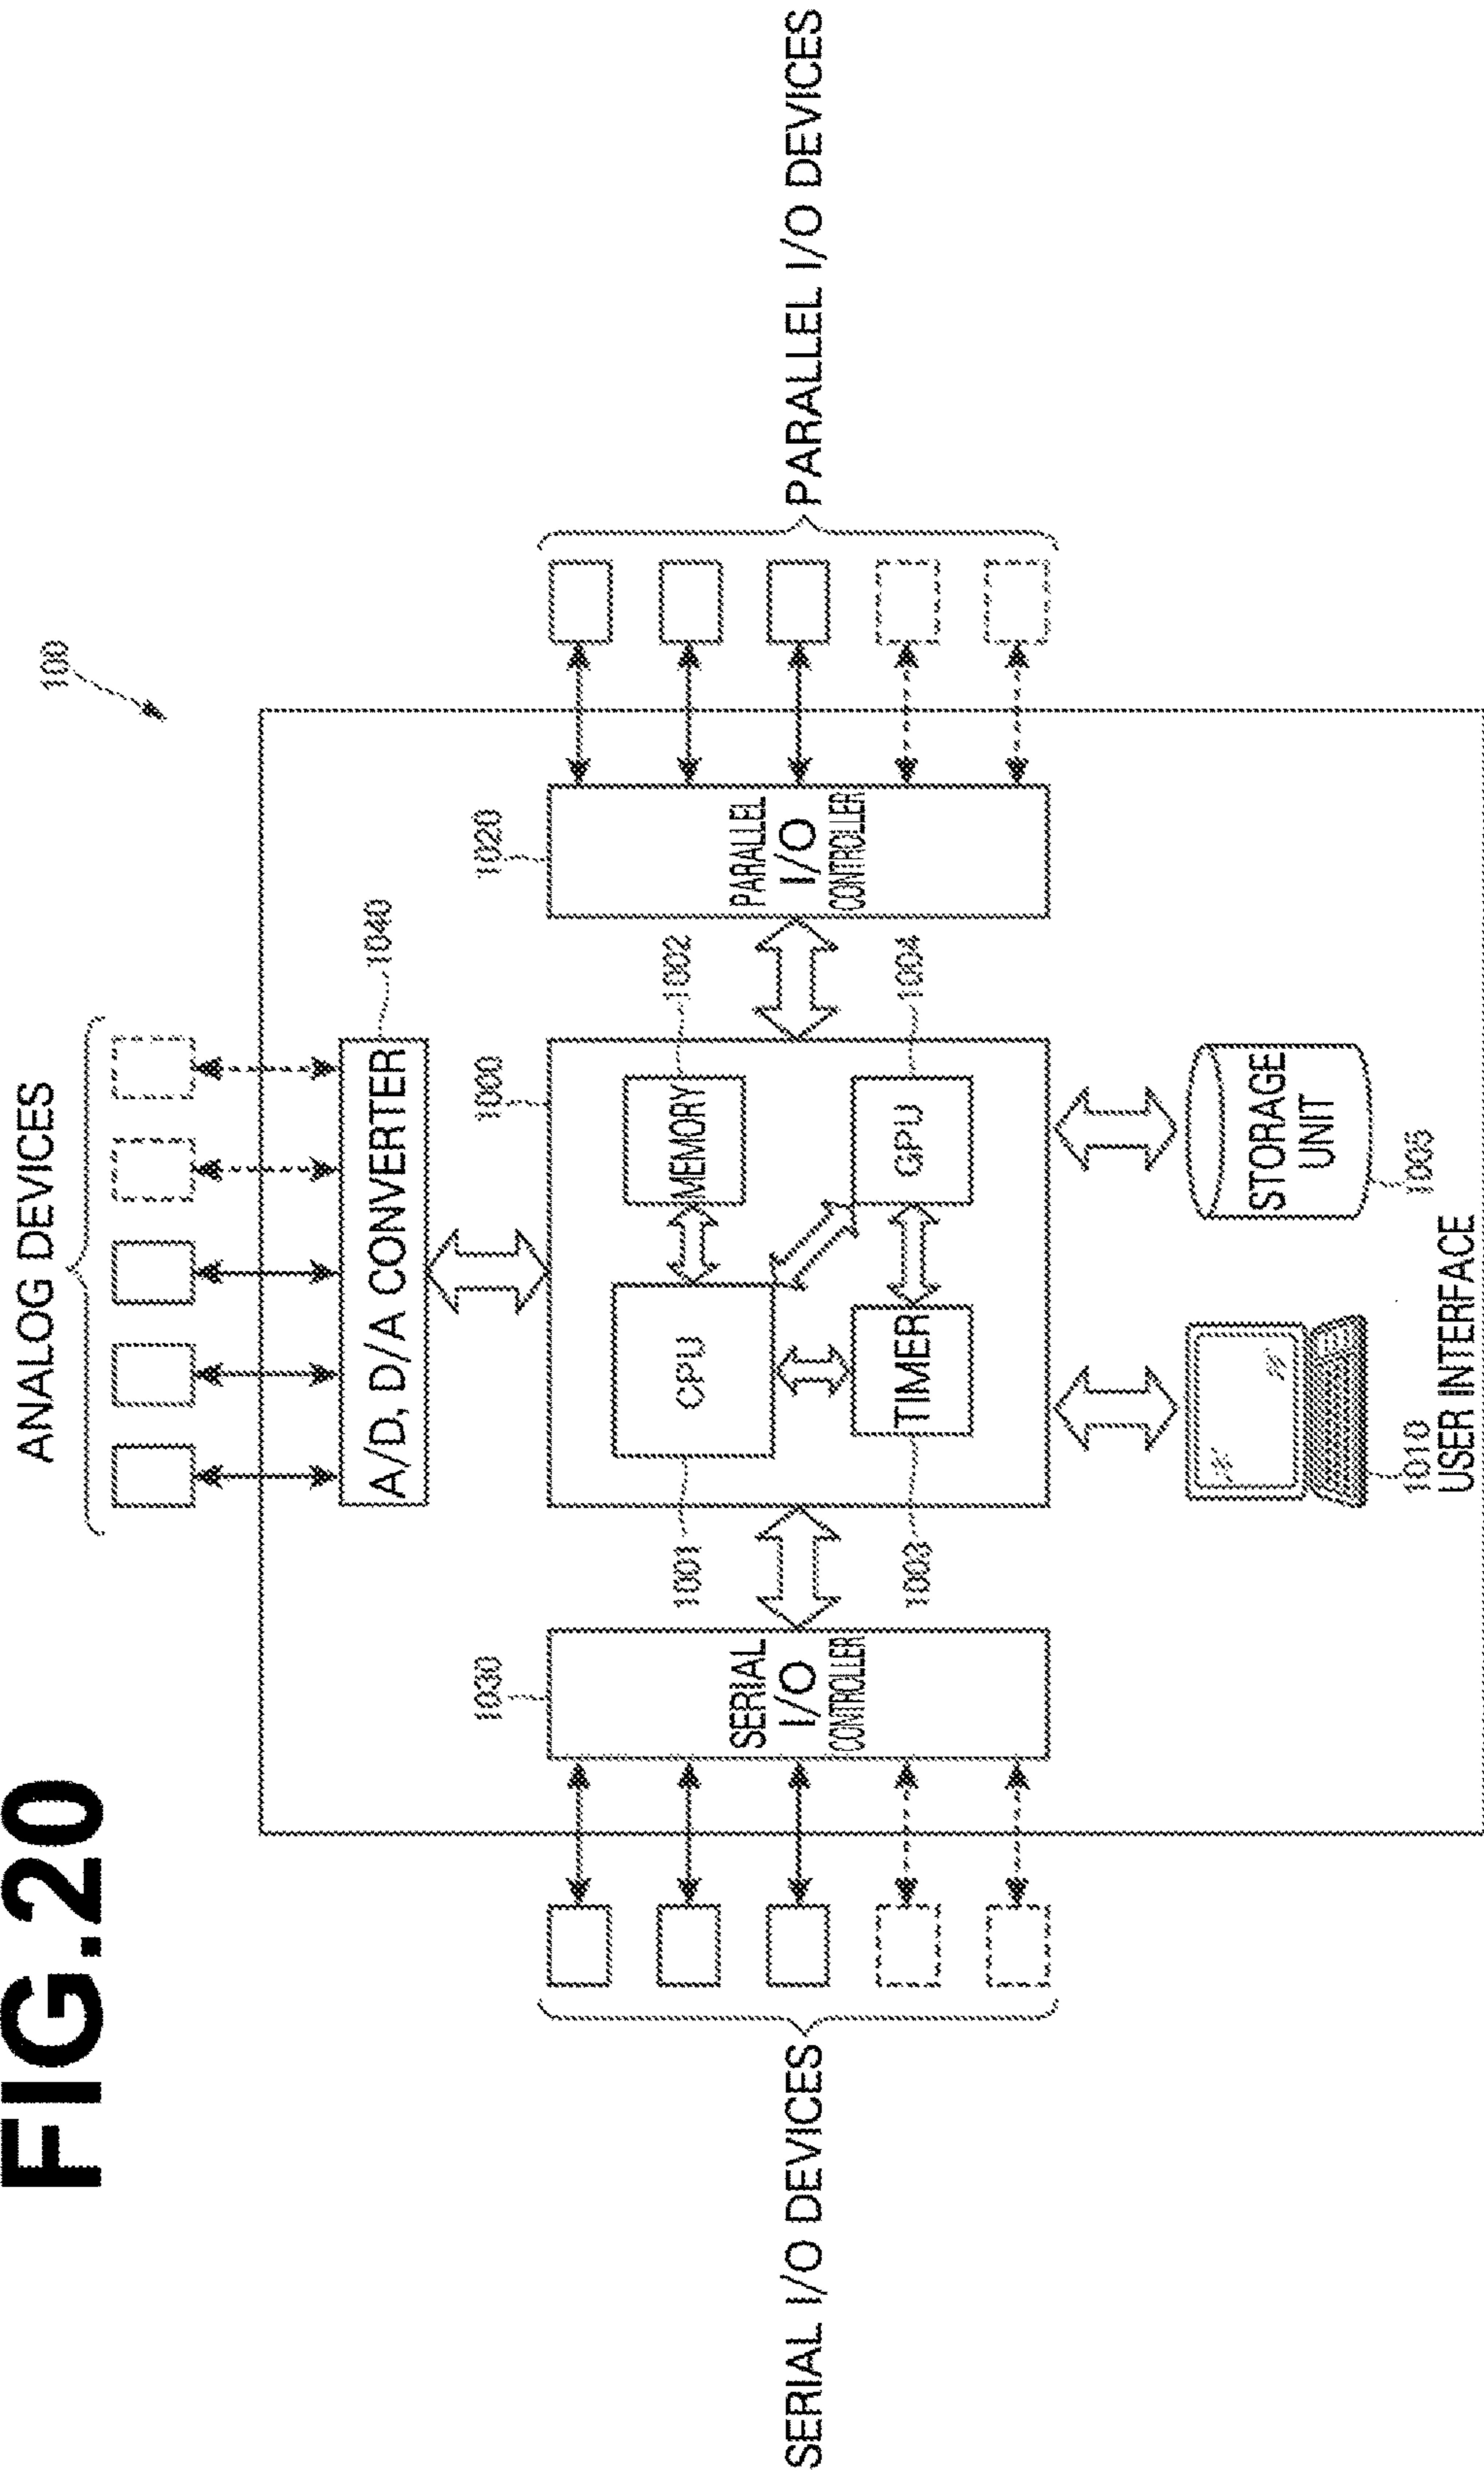 FIG.20
100
ANALOG DEVICES
1040
A/D, D/A CONVERTER
1030
1000
1020
SERIAL I/O DEVICES
SERIAL
I/O
CONTROLLER
1001
CPU
MEMORY
1002
1003
TIMER
GPU
1004
PARALLEL
I/O
CONTROLLER
PARALLEL I/O DEVICES
STORAGE
UNIT
1005
1010
USER INTERFACE